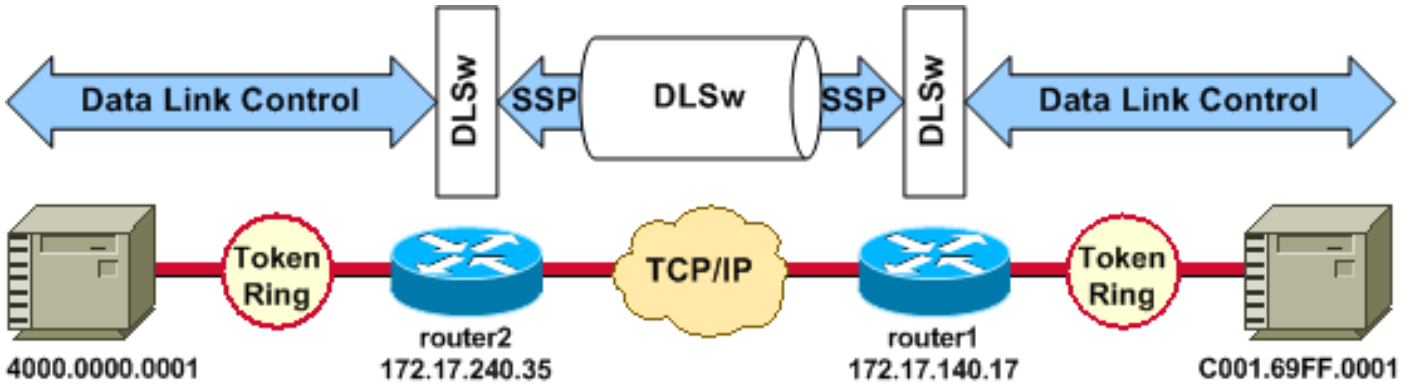 Data Link Control
DLSw
SSP
DLSw
SSP
DLSw
Data Link Control
Token
Ring
TCP/IP
Token
Ring
4000.0000.0001
router2
172.17.240.35
router1
172.17.140.17
C001.69FF.0001